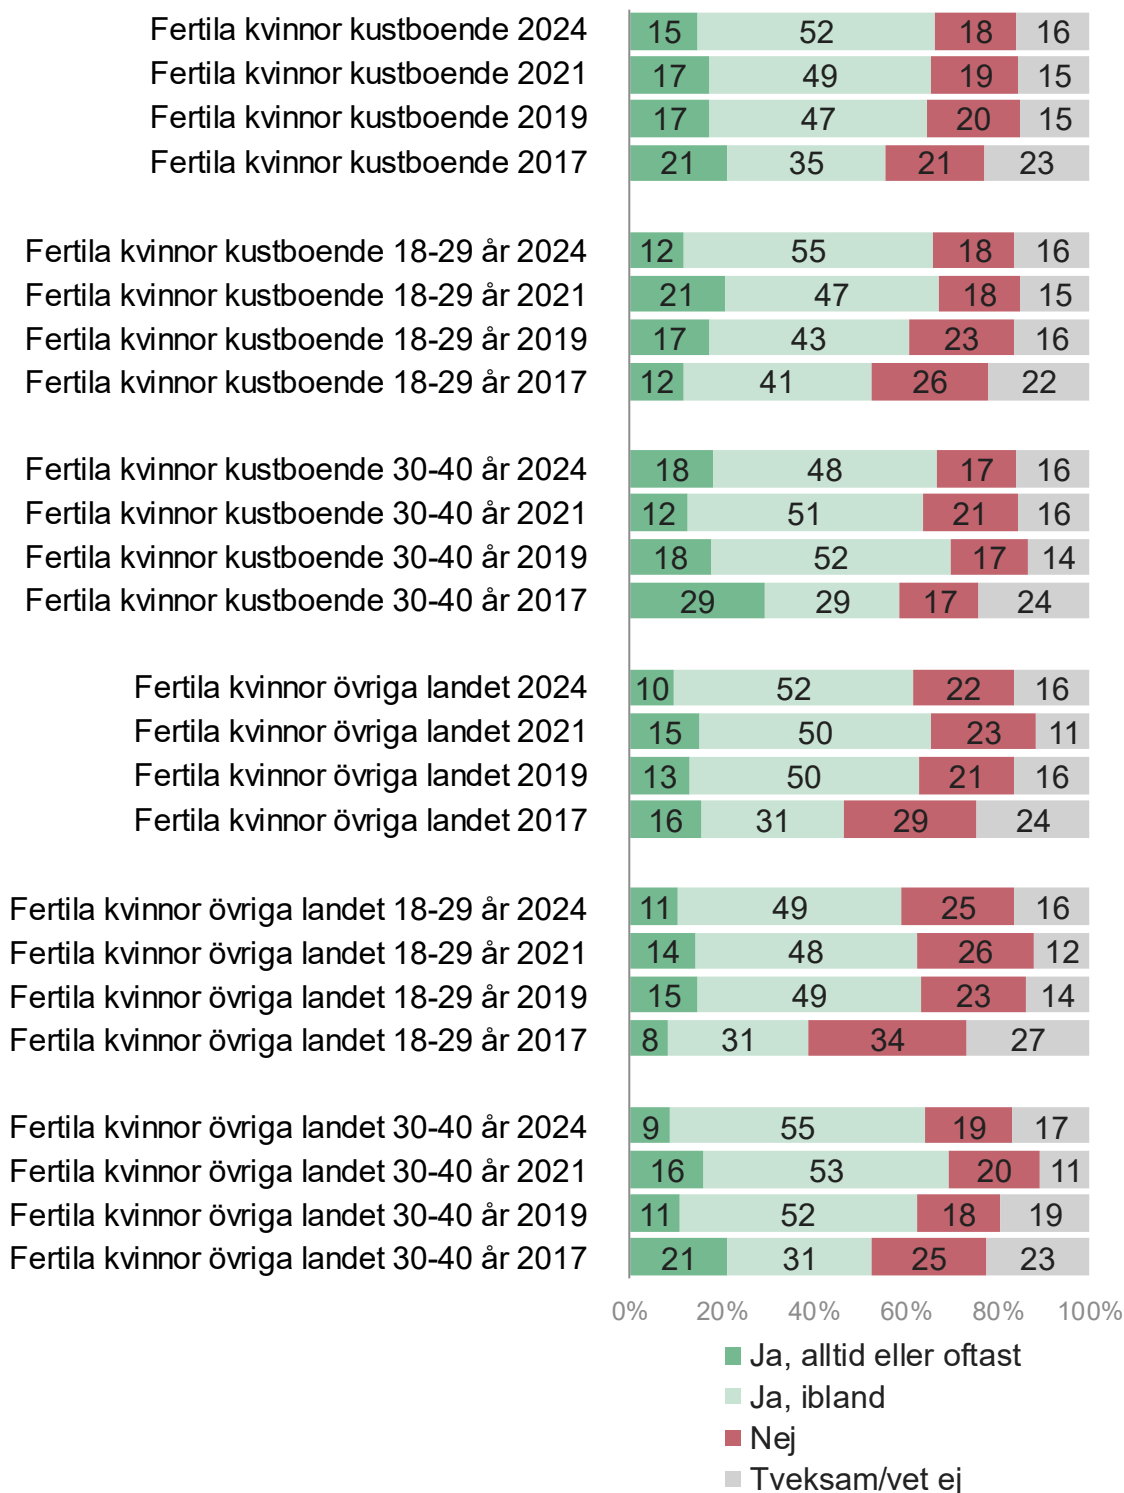 Fertila kvinnor kustboende 2024 15 52 18 16
Fertila kvinnor kustboende 2021 17 49 19 15
Fertila kvinnor kustboende 2019 17 47 20 15
Fertila kvinnor kustboende 2017 21 35 21 23
Fertila kvinnor kustboende 18-29 år 2024 12 55 18 16
Fertila kvinnor kustboende 18-29 år 2021 21 47 18 15
Fertila kvinnor kustboende 18-29 år 2019 17 43 23 16
Fertila kvinnor kustboende 18-29 år 2017 12 41 26 22
Fertila kvinnor kustboende 30-40 år 2024 18 48 17 16
Fertila kvinnor kustboende 30-40 år 2021 12 51 21 16
Fertila kvinnor kustboende 30-40 år 2019 18 52 17 14
Fertila kvinnor kustboende 30-40 år 2017 29 29 17 24
Fertila kvinnor övriga landet 2024 10 52 22 16
Fertila kvinnor övriga landet 2021 15 50 23 11
Fertila kvinnor övriga landet 2019 13 50 21 16
Fertila kvinnor övriga landet 2017 16 31 29 24
Fertila kvinnor övriga landet 18-29 år 2024 11 49 25 16
Fertila kvinnor övriga landet 18-29 år 2021 14 48 26 12
Fertila kvinnor övriga landet 18-29 år 2019 15 49 23 14
Fertila kvinnor övriga landet 18-29 år 2017 8 31 34 27
Fertila kvinnor övriga landet 30-40 år 2024 9 55 19 17
Fertila kvinnor övriga landet 30-40 år 2021 16 53 20 11
Fertila kvinnor övriga landet 30-40 år 2019 11 52 18 19
Fertila kvinnor övriga landet 30-40 år 2017 21 31 25 23
0% 20% 40% 60% 80% 100%
Ja, alltid eller oftast
Ja, ibland
Nej
Tveksam/vet ej